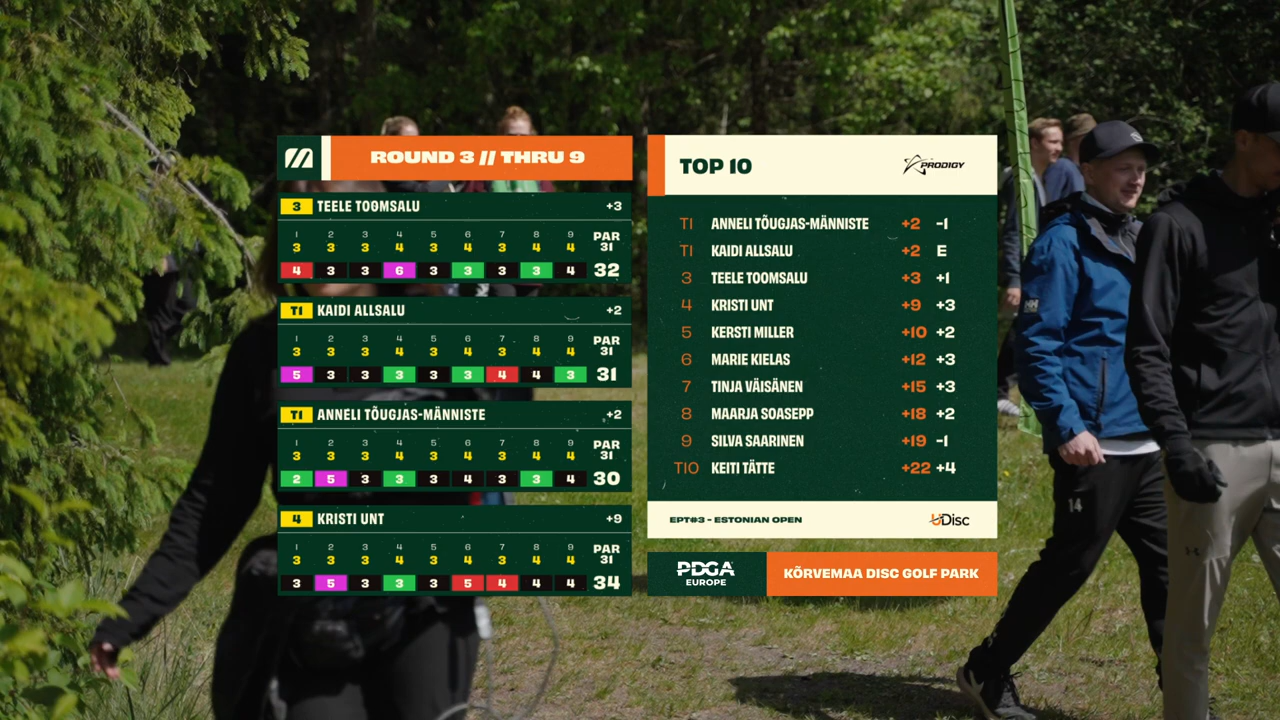 ROUND 3 // THRU 9
3 TEELE TOOMSALU +3
1 2 3 4 5 6 7 8 9 PAR
3 3 3 4 3 4 3 4 4 31
4 3 3 6 3 3 3 3 4 32
T1 KAIDI ALLSALU +2
1 2 3 4 5 6 7 8 9 PAR
3 3 3 4 3 4 3 4 4 31
5 3 3 3 3 3 4 4 3 31
T1 ANNELI TÕUGJAS-MÄNNISTE +2
1 2 3 4 5 6 7 8 9 PAR
3 3 3 4 3 4 3 4 4 31
2 5 3 3 3 4 3 3 4 30
4 KRISTI UNT +9
1 2 3 4 5 6 7 8 9 PAR
3 3 3 4 3 4 3 4 4 31
3 5 3 3 3 5 4 4 4 34
TOP 10 PRODIGY
T1 ANNELI TÕUGJAS-MÄNNISTE +2 -1
T1 KAIDI ALLSALU +2 E
3 TEELE TOOMSALU +3 +1
4 KRISTI UNT +9 +3
5 KERSTI MILLER +10 +2
6 MARIE KIELAS +12 +3
7 TINJA VÄISÄNEN +15 +3
8 MAARJA SOASEPP +18 +2
9 SILVA SAARINEN +19 -1
T10 KEITI TÄTTE +22 +4
EPT#3 - ESTONIAN OPEN UDisc
PDGA
EUROPE
KÕRVEMAA DISC GOLF PARK
14
HH